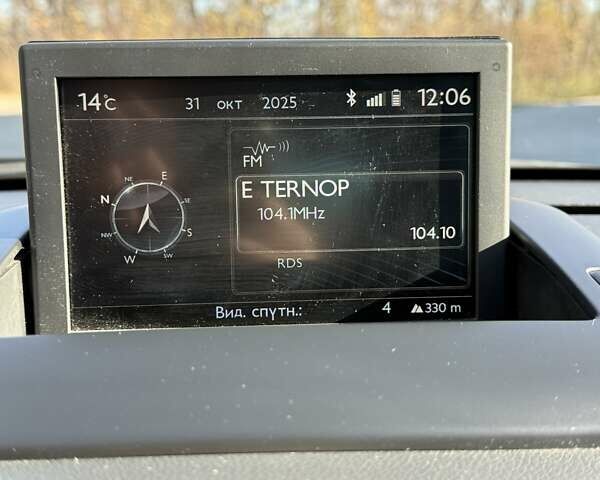 14°C 31 окт 2025 12:06
FM
E TERNOP
104.1MHz
104.10
RDS
E
NE
SE
N
S
NW
SW
W
Вид. спутн.: 4 330 m